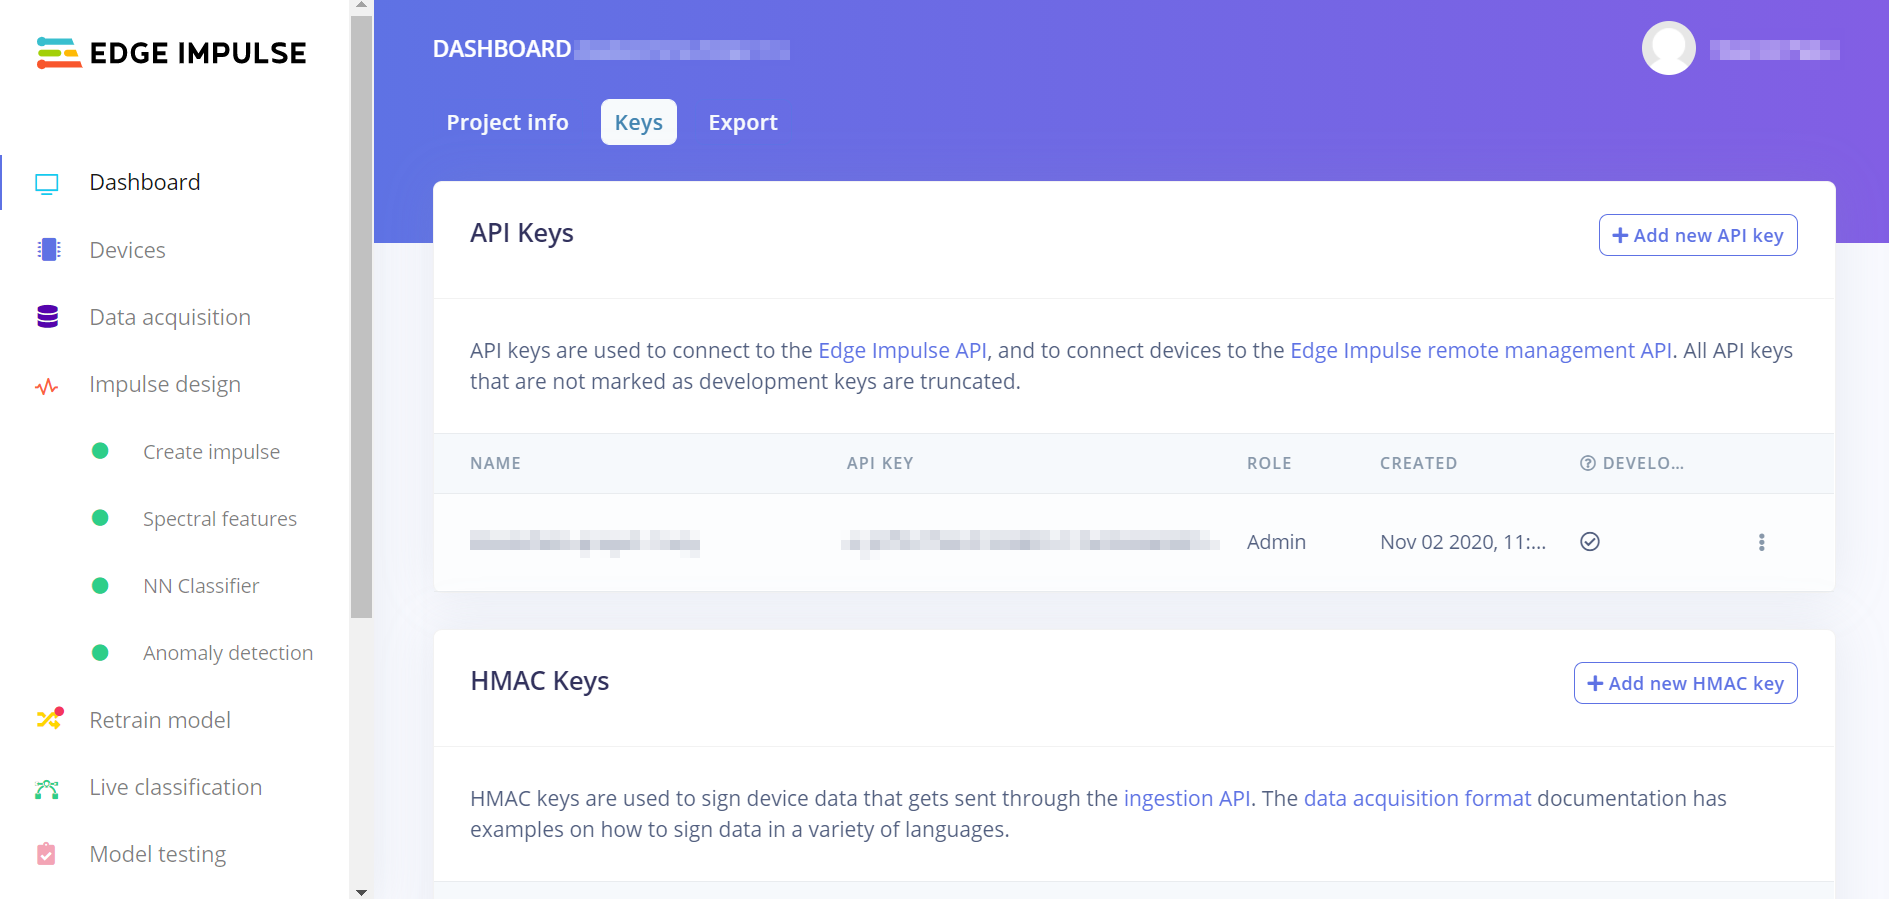 EDGE IMPULSE
Dashboard
Devices
Data acquisition
Impulse design
Create impulse
Spectral features
NN Classifier
Anomaly detection
Retrain model
Live classification
Model testing
DASHBOARD
Project info
Keys
Export
API Keys
Add new API key
API keys are used to connect to the Edge Impulse API, and to connect devices to the Edge Impulse remote management API. All API keys
that are not marked as development keys are truncated.
NAME API KEY ROLE CREATED DEVELO...
Admin Nov 02 2020, 11:...
HMAC Keys
Add new HMAC key
HMAC keys are used to sign device data that gets sent through the ingestion API. The data acquisition format documentation has
examples on how to sign data in a variety of languages.